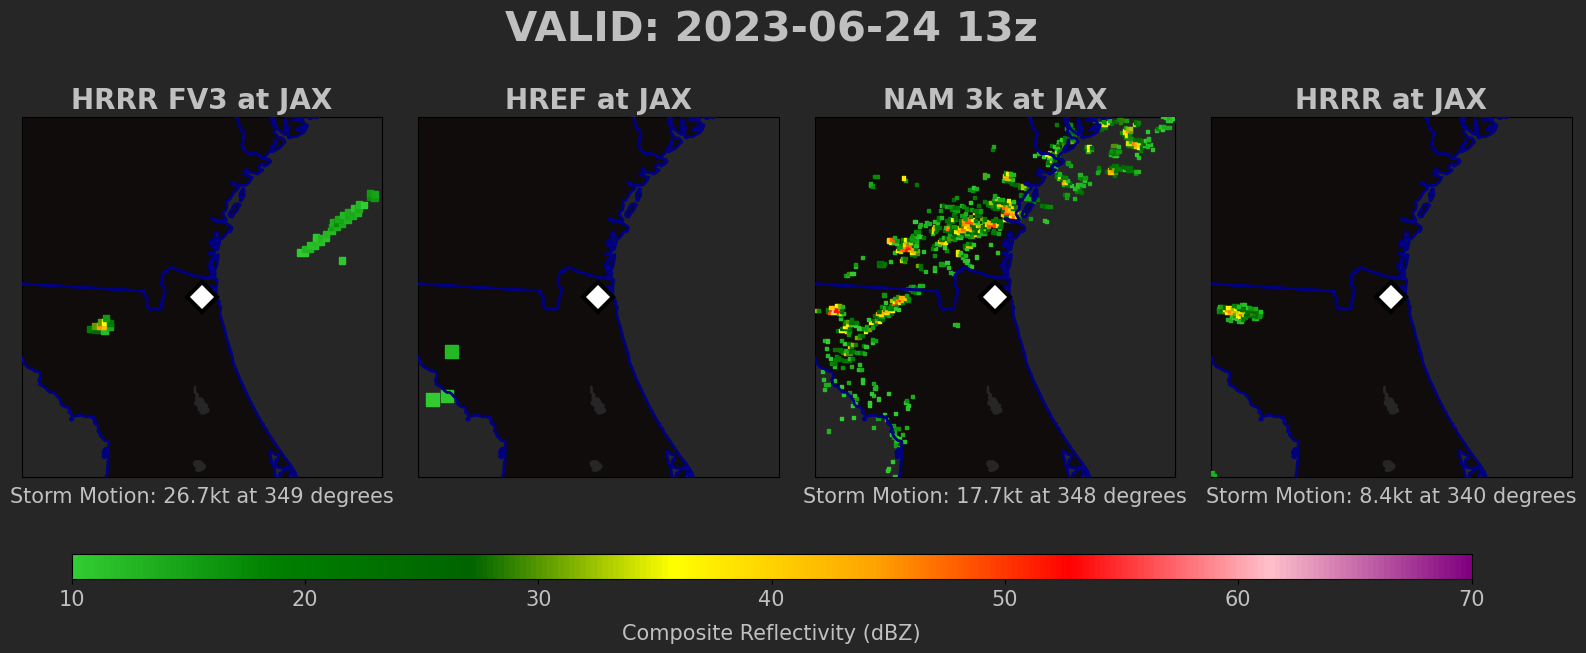 VALID: 2023-06-24 13z
HRRR FV3 at JAX
HREF at JAX
NAM 3k at JAX
HRRR at JAX
Storm Motion: 26.7kt at 349 degrees
Storm Motion: 17.7kt at 348 degrees
Storm Motion: 8.4kt at 340 degrees
10 20 30 40 50 60 70
Composite Reflectivity (dBZ)